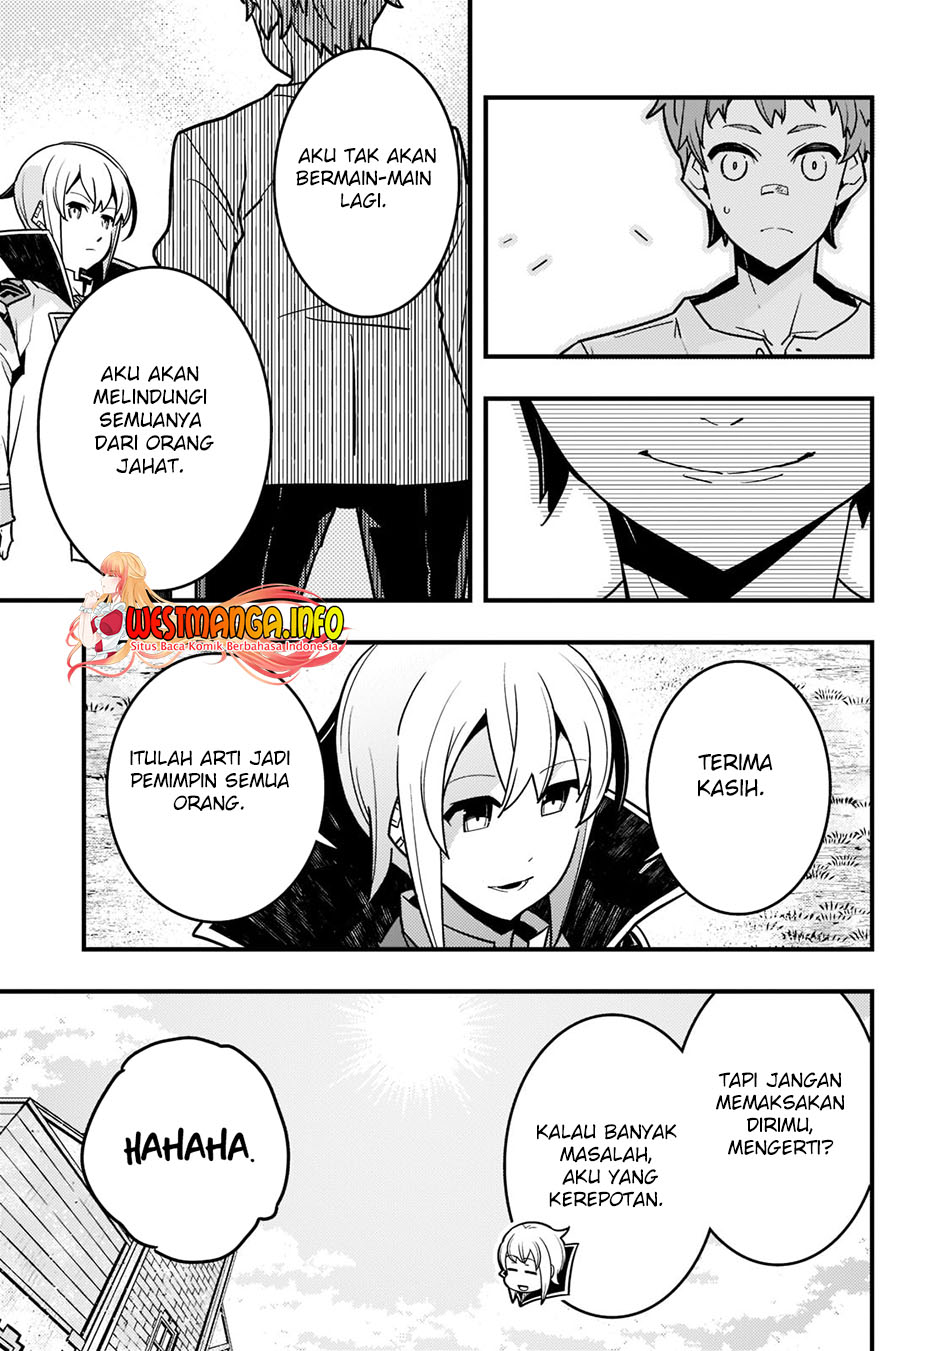 AKU TAK AKAN
BERMAIN-MAIN
LAGI.
AKU AKAN
MELINDUNGI
SEMUANYA
DARI ORANG
JAHAT.
WESTMANGA.INFO
Situs Baca Komik Berbahasa Indonesia
TERIMA
KASIH.
ITULAH ARTI JADI
PEMIMPIN SEMUA
ORANG.
TAPI JANGAN
MEMAKSAKAN
DIRIMU,
MENGERTI?
KALAU BANYAK
MASALAH,
AKU YANG
KEREPOTAN.
HAHAHA.